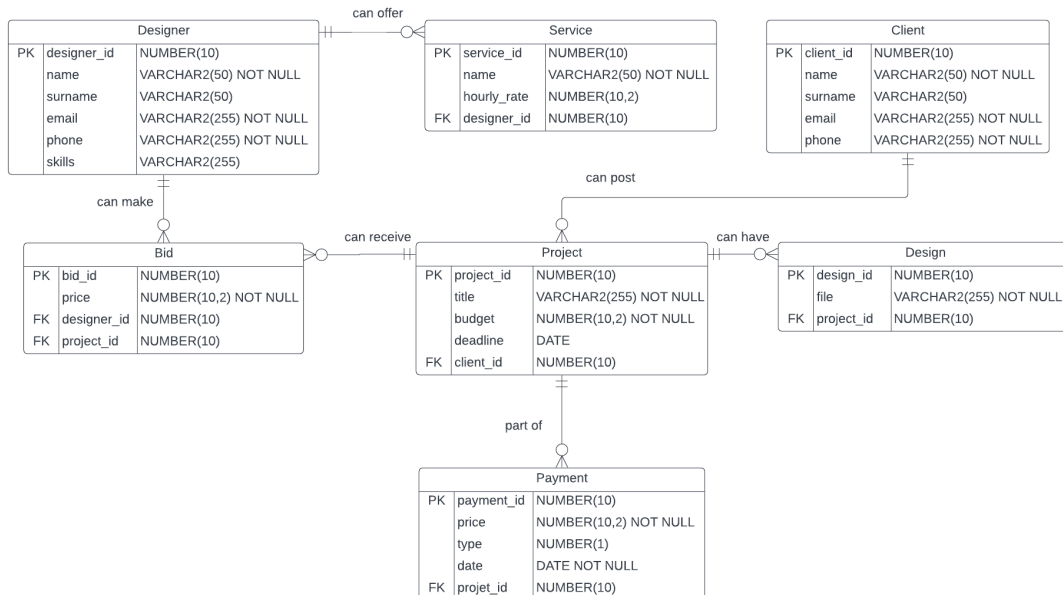 can offer
Designer
PK designer_id NUMBER(10)
name VARCHAR2(50) NOT NULL
surname VARCHAR2(50)
email VARCHAR2(255) NOT NULL
phone VARCHAR2(255) NOT NULL
skills VARCHAR2(255)
Service
PK service_id NUMBER(10)
name VARCHAR2(50) NOT NULL
hourly_rate NUMBER(10,2)
FK designer_id NUMBER(10)
Client
PK client_id NUMBER(10)
name VARCHAR2(50) NOT NULL
surname VARCHAR2(50)
email VARCHAR2(255) NOT NULL
phone VARCHAR2(255) NOT NULL
can make
can post
Bid
PK bid_id NUMBER(10)
price NUMBER(10,2) NOT NULL
FK designer_id NUMBER(10)
FK project_id NUMBER(10)
can receive
Project
PK project_id NUMBER(10)
title VARCHAR2(255) NOT NULL
budget NUMBER(10,2) NOT NULL
deadline DATE
FK client_id NUMBER(10)
can have
Design
PK design_id NUMBER(10)
file VARCHAR2(255) NOT NULL
FK project_id NUMBER(10)
part of
Payment
PK payment_id NUMBER(10)
price NUMBER(10,2) NOT NULL
type NUMBER(1)
date DATE NOT NULL
FK projet_id NUMBER(10)